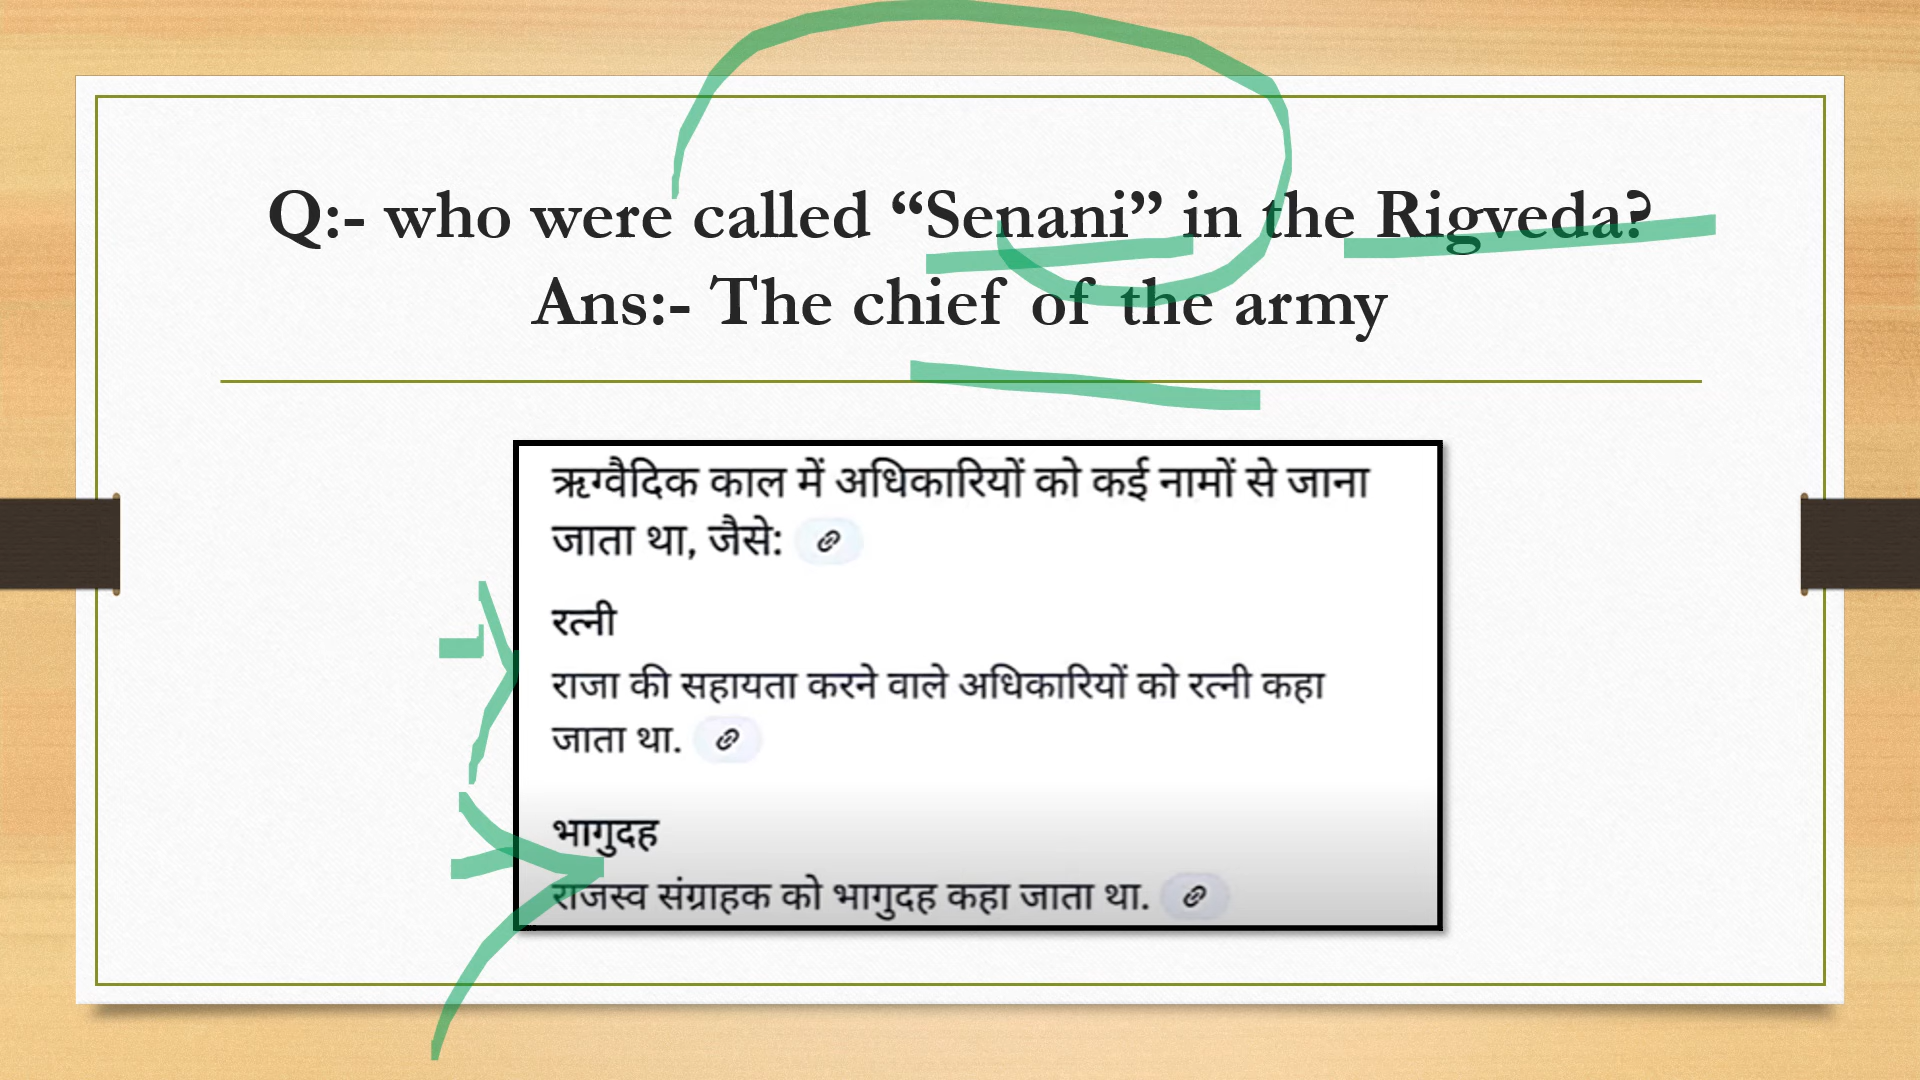 Q:- who were called “Senani” in the Rigveda?
Ans:- The chief of the army
ऋग्वैदिक काल में अधिकारियों को कई नामों से जाना
जाता था, जैसे:
रत्नी
राजा की सहायता करने वाले अधिकारियों को रत्नी कहा
जाता था.
भागुदह
राजस्व संग्राहक को भागुदह कहा जाता था.